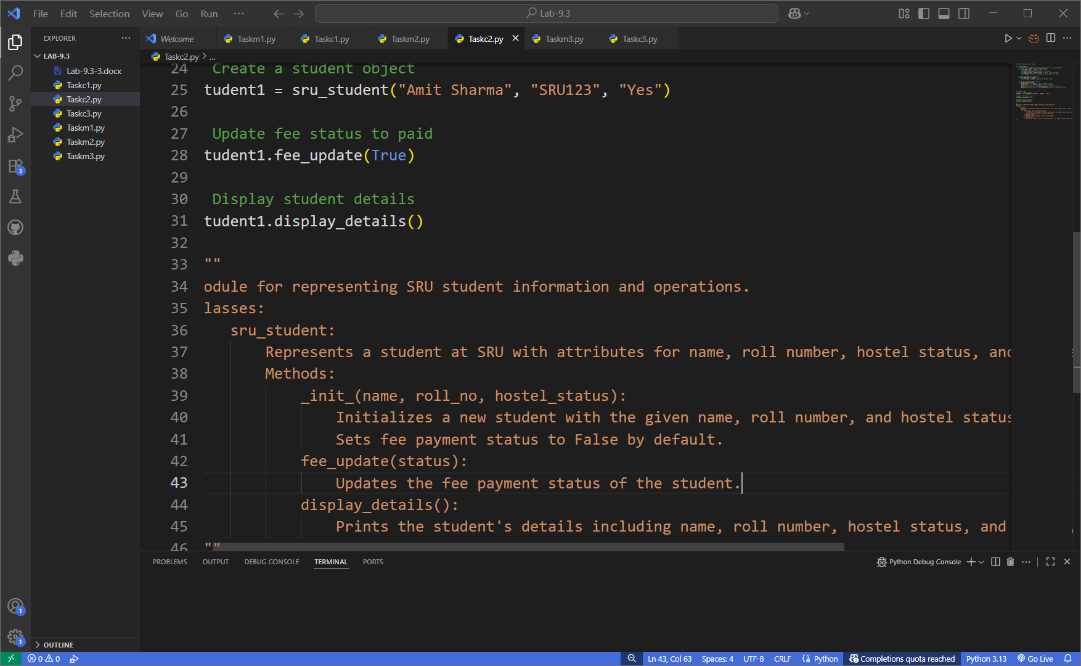 File Edit Selection View Go Run ··· Lab-9.3
EXPLORER ···
Welcome Taskm1.py Taskc1.py Taskm2.py Taskc2.py Taskm3.py Taskc3.py
LAB-9.3
Lab-9.3-3.docx
Taskc1.py
Taskc2.py
Taskc3.py
Taskm1.py
Taskm2.py
Taskm3.py
3
Taskc2.py > ...
24 Create a student object
25 tudent1 = sru_student("Amit Sharma", "SRU123", "Yes")
26
27 Update fee status to paid
28 tudent1.fee_update(True)
29
30 Display student details
31 tudent1.display_details()
32
33 ""
34 odule for representing SRU student information and operations.
35 lasses:
36 sru_student:
37 Represents a student at SRU with attributes for name, roll number, hostel status, and
38 Methods:
39 _init_(name, roll_no, hostel_status):
40 Initializes a new student with the given name, roll number, and hostel status
41 Sets fee payment status to False by default.
42 fee_update(status):
43 Updates the fee payment status of the student.
44 display_details():
45 Prints the student's details including name, roll number, hostel status, and
46 ""
PROBLEMS OUTPUT DEBUG CONSOLE TERMINAL PORTS Python Debug Console
1
1
OUTLINE
0 0 Ln 43, Col 63 Spaces: 4 UTF-8 CRLF Python Completions quota reached Python 3.13 Go Live